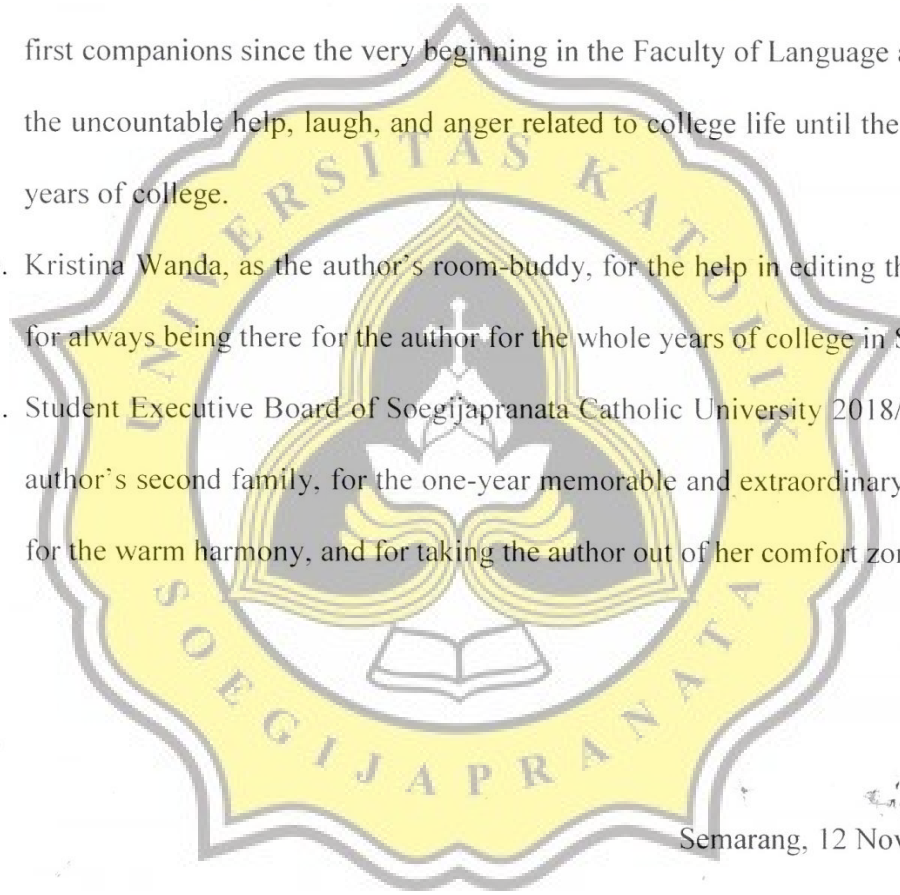 first companions since the very beginning in the Faculty of Language
the uncountable help, laugh, and anger related to college life until the
years of college.
. Kristina Wanda, as the author's room-buddy, for the help in editing
for always being there for the author for the whole years of college in
. Student Executive Board of Soegijapranata Catholic University 2018/
author's second family, for the one-year memorable and extraordinary
for the warm harmony, and for taking the author out of her comfort
UNIVERSITAS KATOLIK
SOEGIJAPRANATA
Semarang, 12